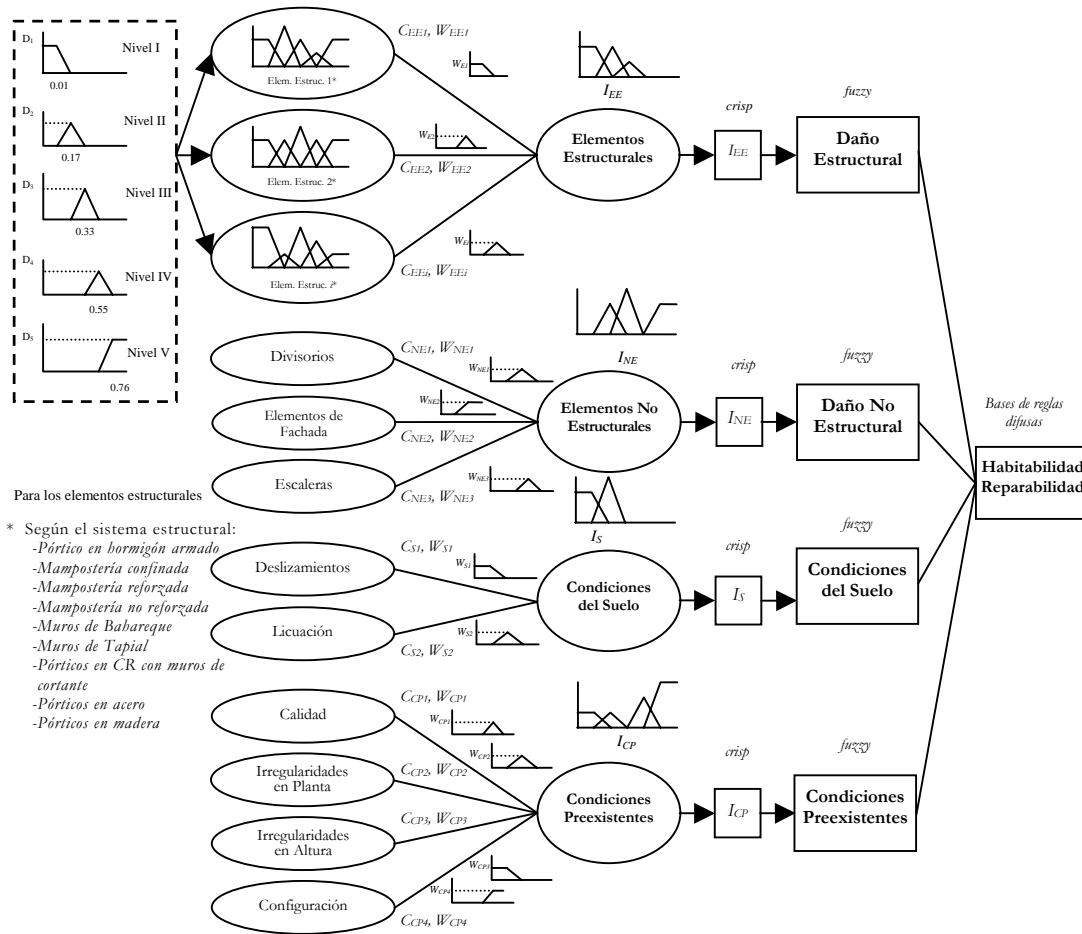 D1
Nivel I
0.01
D2
Nivel II
0.17
D3
Nivel III
0.33
D4
Nivel IV
0.55
D5
Nivel V
0.76
Para los elementos estructurales
* Según el sistema estructural:
-Pórtico en hormigón armado
-Mampostería confinada
-Mampostería reforzada
-Mampostería no reforzada
-Muros de Bahareque
-Muros de Tapial
-Pórticos en CR con muros de
cortante
-Pórticos en acero
-Pórticos en madera
Elem. Estruc. 1*
Elem. Estruc. 2*
Elem. Estruc. i*
CEE1, WEE1
WE1
WE2
CEE2, WEE2
WEi
CEEi, WEEi
IEE
Elementos
Estructurales
crisp
IEE
fuzzy
Daño
Estructural
Divisorios
Elementos de
Fachada
Escaleras
CNE1, WNE1
WNE1
WNE2
CNE2, WNE2
WNE3
CNE3, WNE3
INE
Elementos No
Estructurales
crisp
INE
fuzzy
Daño No
Estructural
Deslizamientos
Licuación
CS1, WS1
WS1
WS2
CS2, WS2
IS
Condiciones
del Suelo
crisp
IS
fuzzy
Condiciones
del Suelo
Calidad
Irregularidades
en Planta
Irregularidades
en Altura
Configuración
CCP1, WCP1
WCP1
WCP2
CCP2, WCP2
CCP3, WCP3
WCP3
WCP4
CCP4, WCP4
ICP
Condiciones
Preexistentes
crisp
ICP
fuzzy
Condiciones
Preexistentes
Bases de reglas
difusas
Habitabilidad
Reparabilidad